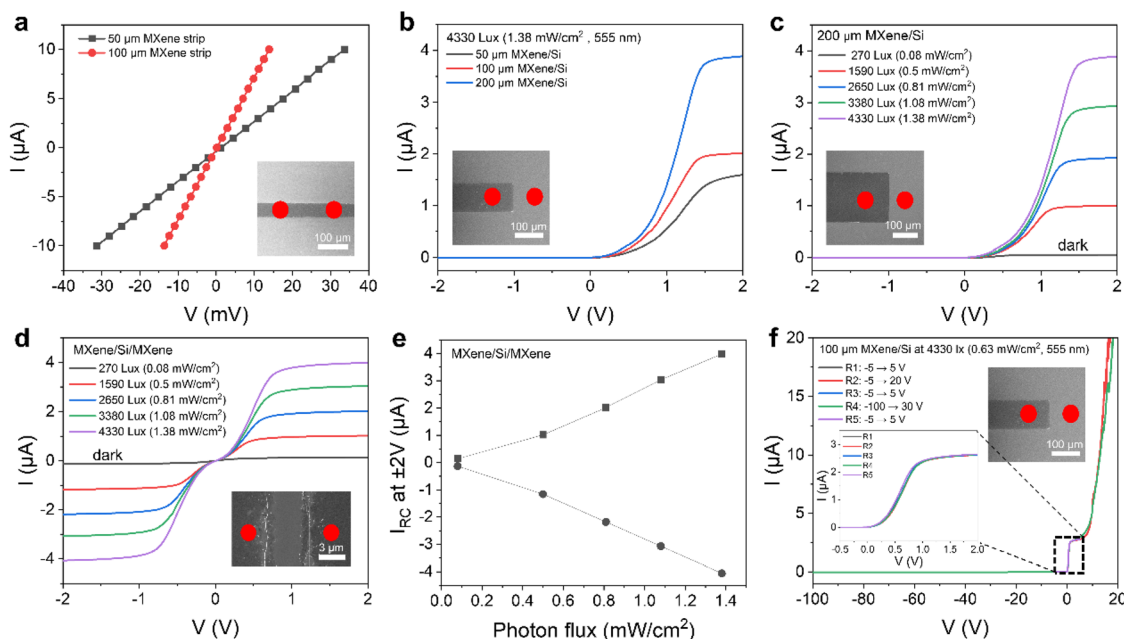 a
50 µm MXene strip
100 µm MXene strip
10
5
0
-5
-10
I (µA)
-40 -30 -20 -10 0 10 20 30 40
V (mV)
100 µm
b
4330 Lux (1.38 mW/cm², 555 nm)
50 µm MXene/Si
100 µm MXene/Si
200 µm MXene/Si
4
3
2
1
0
I (µA)
-2 -1 0 1 2
V (V)
100 µm
c
200 µm MXene/Si
270 Lux (0.08 mW/cm²)
1590 Lux (0.5 mW/cm²)
2650 Lux (0.81 mW/cm²)
3380 Lux (1.08 mW/cm²)
4330 Lux (1.38 mW/cm²)
4
3
2
1
0
I (µA)
dark
-2 -1 0 1 2
V (V)
100 µm
d
MXene/Si/MXene
270 Lux (0.08 mW/cm²)
1590 Lux (0.5 mW/cm²)
2650 Lux (0.81 mW/cm²)
3380 Lux (1.08 mW/cm²)
4330 Lux (1.38 mW/cm²)
dark
4
2
0
-2
-4
I (µA)
-2 -1 0 1 2
V (V)
3 µm
e
MXene/Si/MXene
4
3
2
1
0
-1
-2
-3
-4
I_RC at ±2V (µA)
0.0 0.2 0.4 0.6 0.8 1.0 1.2 1.4
Photon flux (mW/cm²)
f
100 µm MXene/Si at 4330 lx (0.63 mW/cm², 555 nm)
R1: -5 → 5 V
R2: -5 → 20 V
R3: -5 → 5 V
R4: -100 → 30 V
R5: -5 → 5 V
20
15
10
5
0
I (µA)
-100 -80 -60 -40 -20 0 20
V (V)
100 µm
R1
R2
R3
R4
R5
3
2
1
0
I (µA)
-0.5 0.0 0.5 1.0 1.5 2.0
V (V)